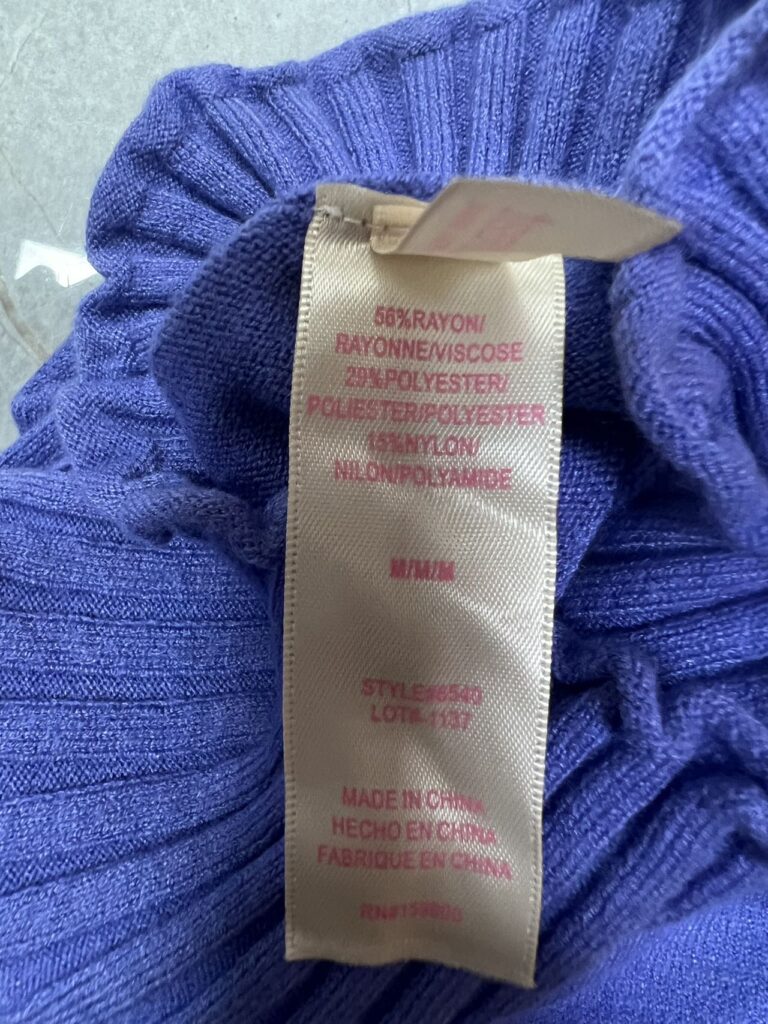 56%RAYON/
RAYONNE/VISCOSE
29%POLYESTER/
POLIESTER/POLYESTER
15%NYLON/
NILON/POLYAMIDE
M/M/M
STYLE#6540
LOT#-1137
MADE IN CHINA
HECHO EN CHINA
FABRIQUE EN CHINA